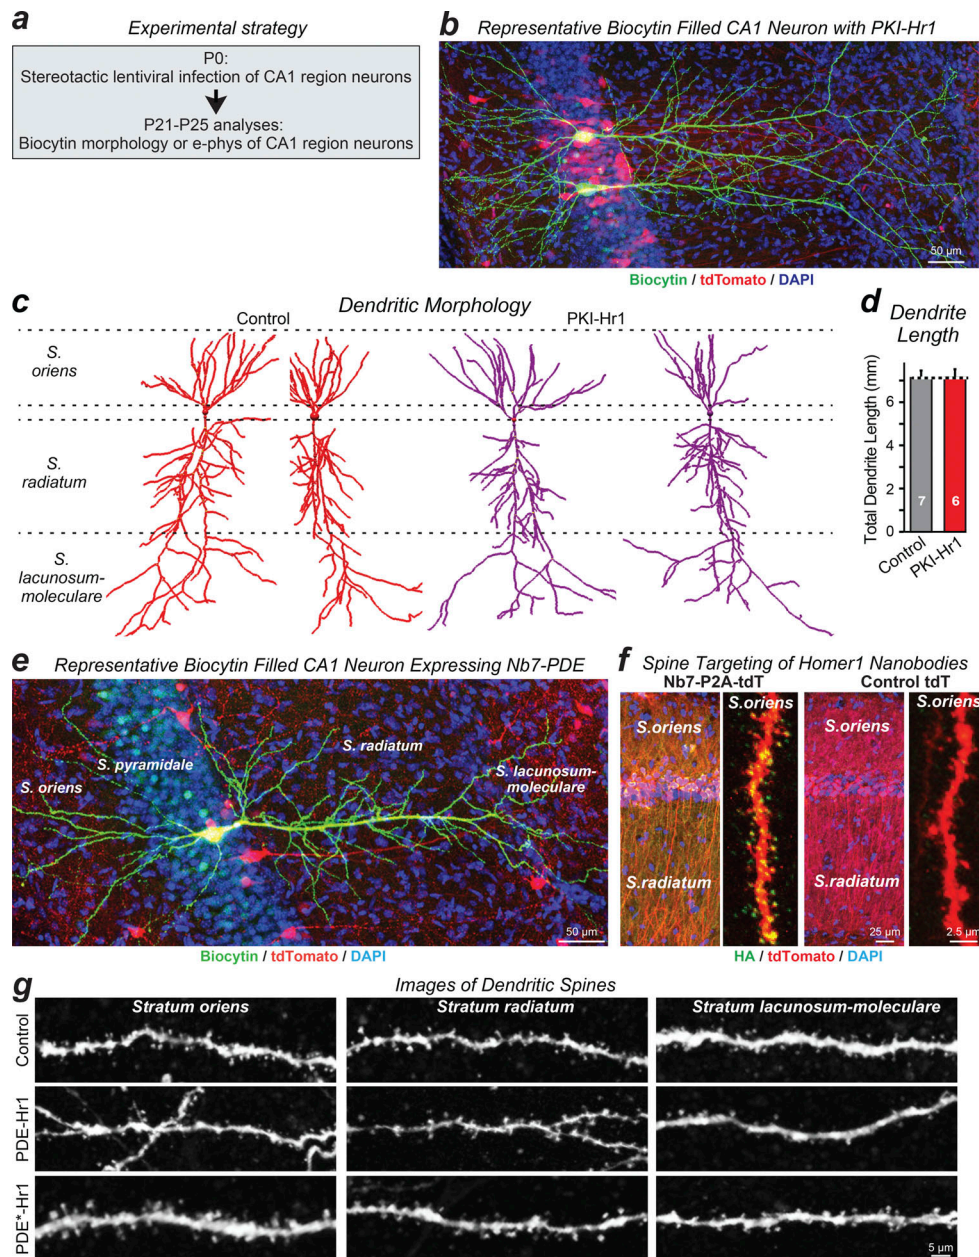 a
Experimental strategy
P0:
Stereotactic lentiviral infection of CA1 region neurons
P21-P25 analyses:
Biocytin morphology or e-phys of CA1 region neurons
b
Representative Biocytin Filled CA1 Neuron with PKI-Hr1
50 µm
Biocytin / tdTomato / DAPI
c
Dendritic Morphology
Control
PKI-Hr1
S.
oriens
S.
radiatum
S.
lacunosum-
moleculare
d
Dendrite
Length
Total Dendrite Length (mm)
6
4
2
0
7
6
Control
PKI-Hr1
e
Representative Biocytin Filled CA1 Neuron Expressing Nb7-PDE
S. oriens
S. pyramidale
S. radiatum
S. lacunosum-
moleculare
50 µm
Biocytin / tdTomato / DAPI
f
Spine Targeting of Homer1 Nanobodies
Nb7-P2A-tdT
Control tdT
S.oriens
S.oriens
S.oriens
S.oriens
S.radiatum
S.radiatum
25 µm
2.5 µm
HA / tdTomato / DAPI
g
Images of Dendritic Spines
Stratum oriens
Stratum radiatum
Stratum lacunosum-moleculare
Control
PDE-Hr1
PDE*-Hr1
5 µm